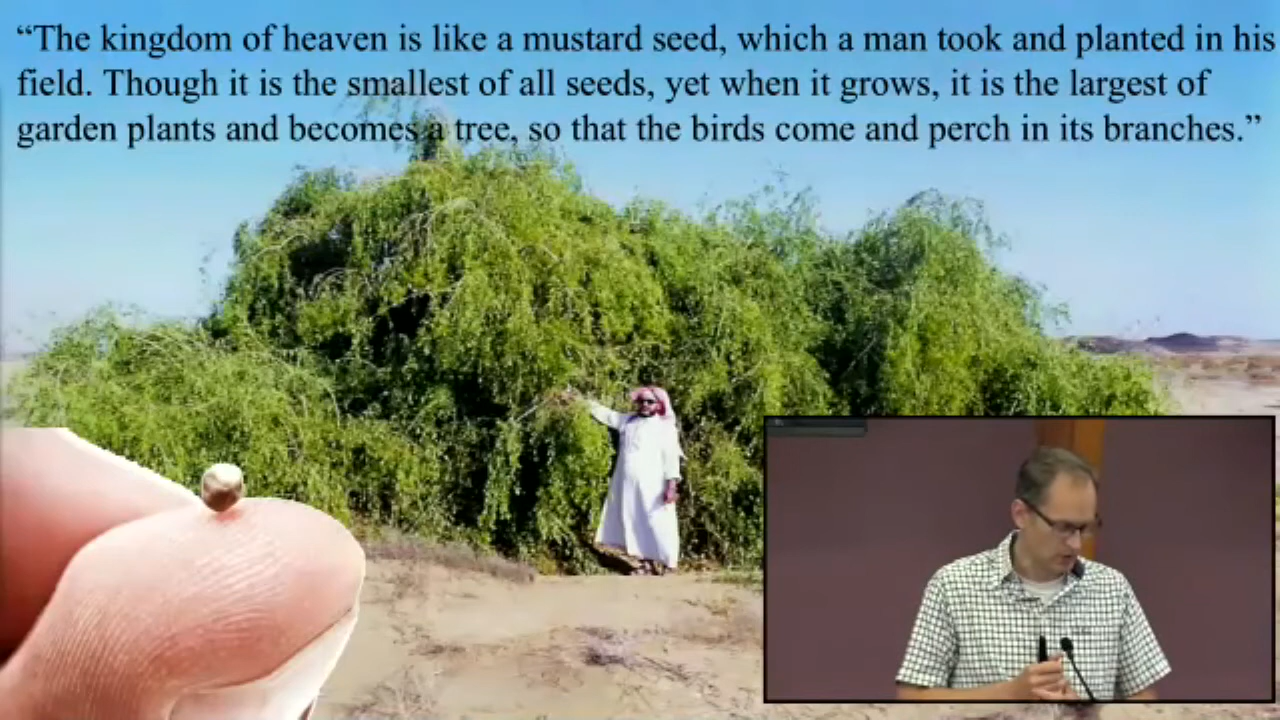 “The kingdom of heaven is like a mustard seed, which a man took and planted in his
field. Though it is the smallest of all seeds, yet when it grows, it is the largest of
garden plants and becomes a tree, so that the birds come and perch in its branches.”